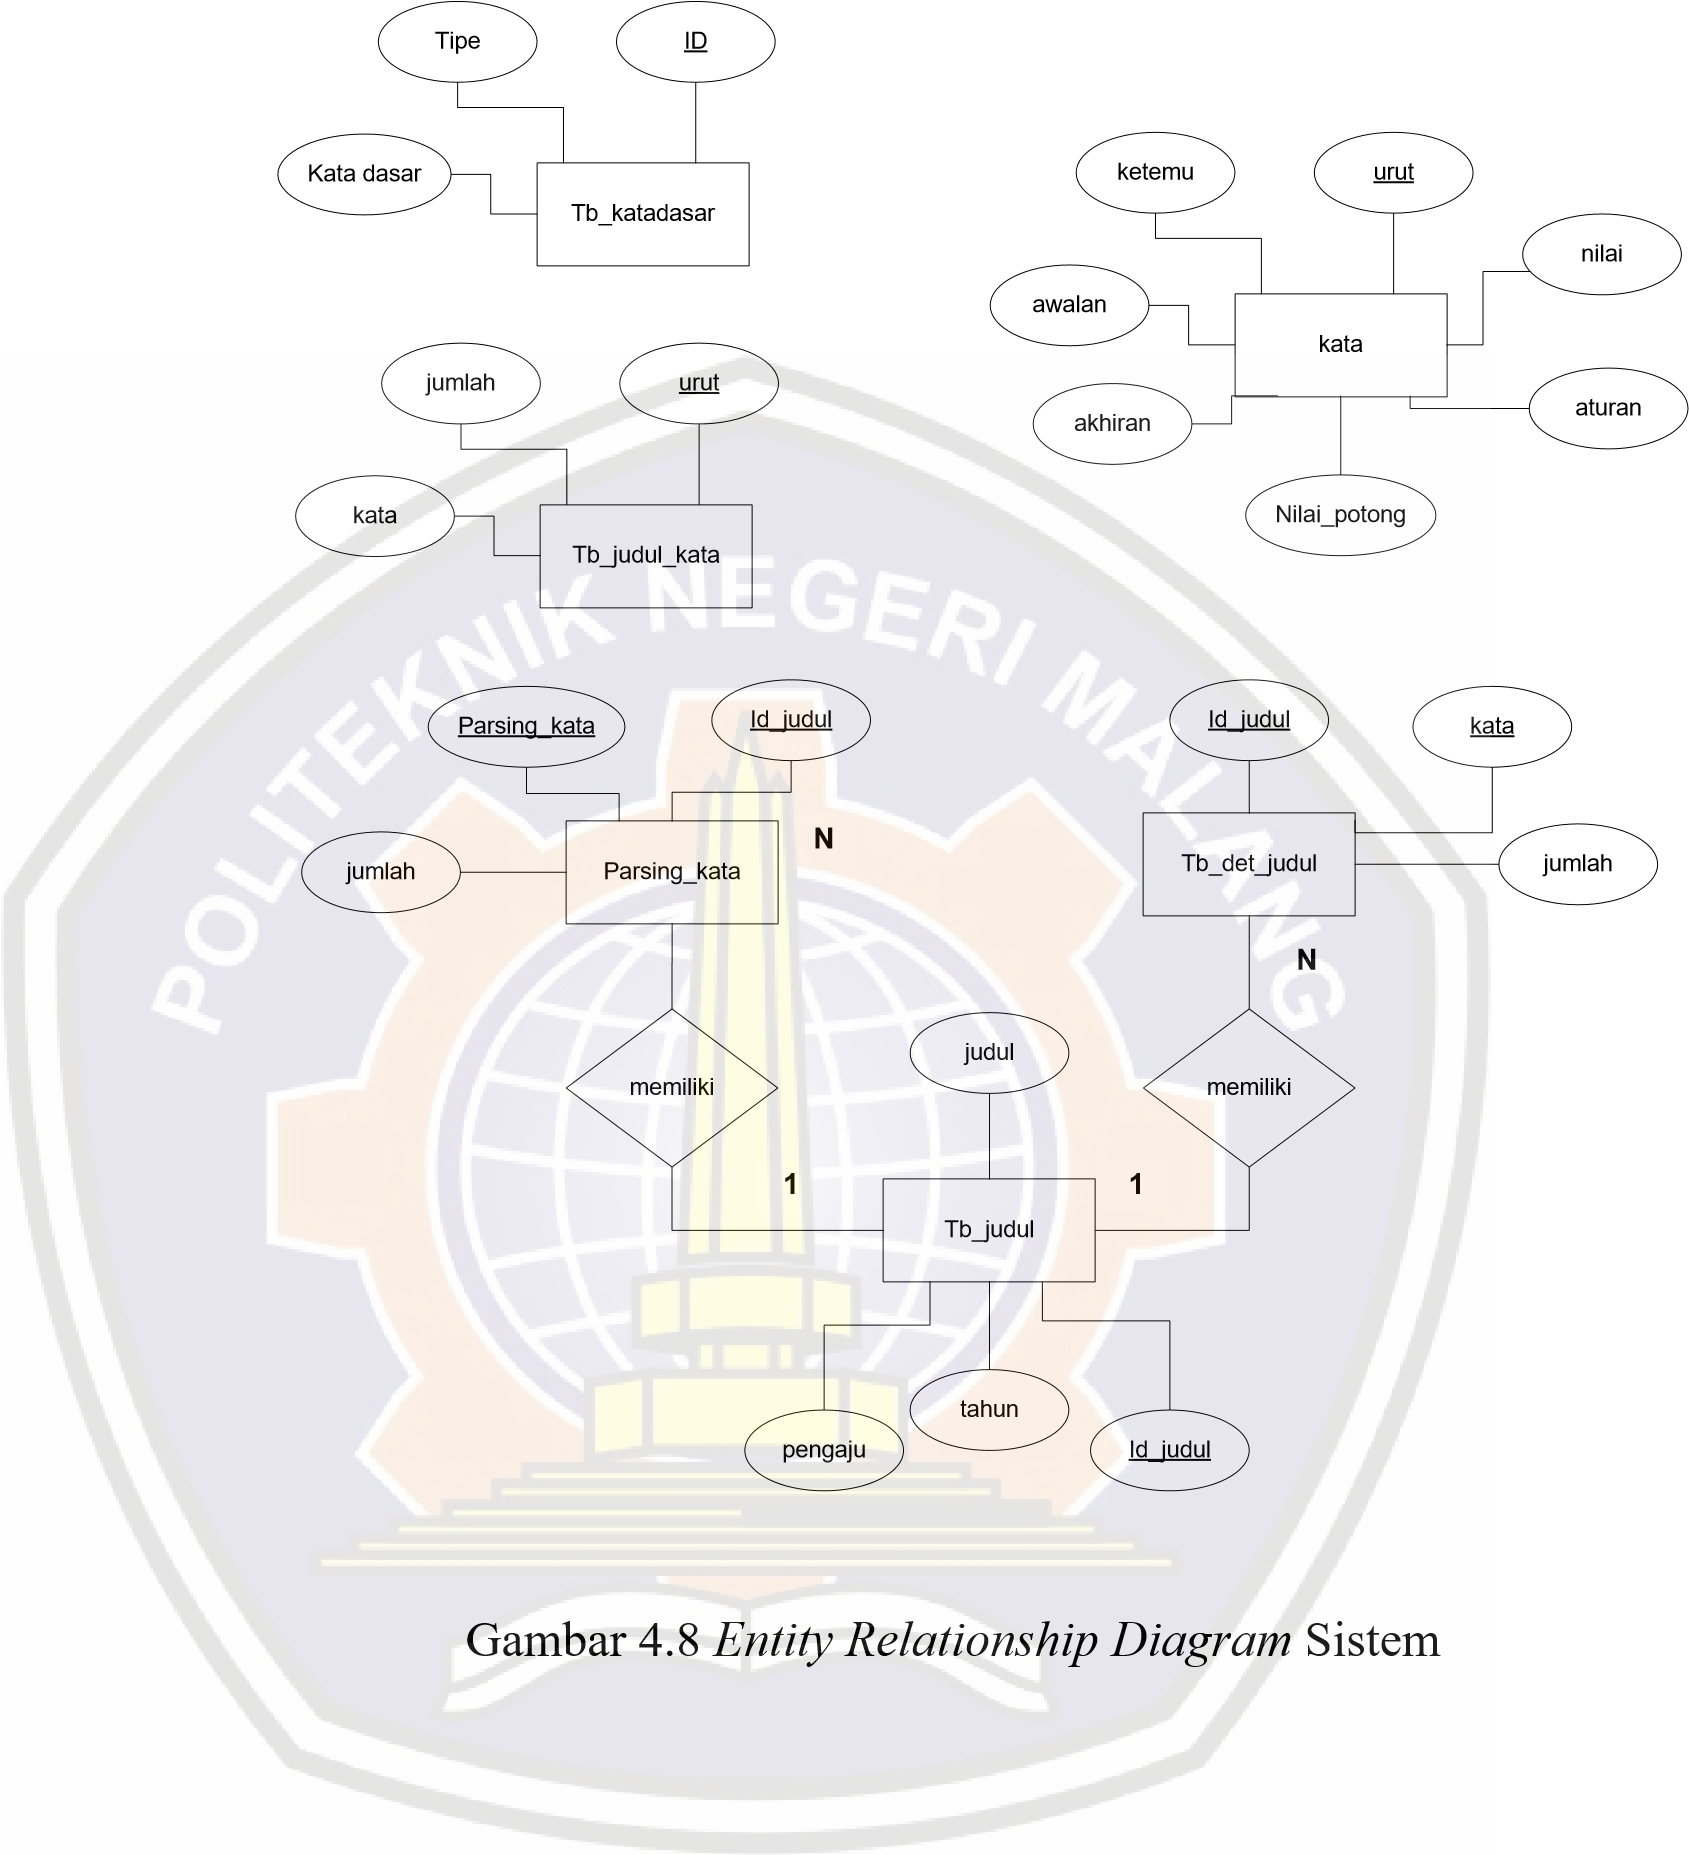 Tipe
ID
Kata dasar
Tb_katadasar
ketemu
urut
nilai
awalan
kata
akhiran
aturan
Nilai_potong
jumlah
urut
kata
Tb_judul_kata
POLITEKNIK NEGERI MALANG
Parsing_kata
Id_judul
jumlah
Parsing_kata
N
Id_judul
kata
Tb_det_judul
jumlah
N
memiliki
judul
memiliki
1
1
Tb_judul
pengaju
tahun
Id_judul
Gambar 4.8 Entity Relationship Diagram Sistem